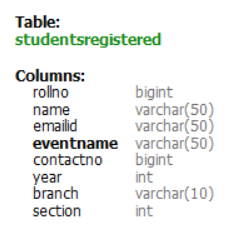 Table:
studentsregistered
Columns:
rollno bigint
name varchar(50)
emailid varchar(50)
eventname varchar(50)
contactno bigint
year int
branch varchar(10)
section int